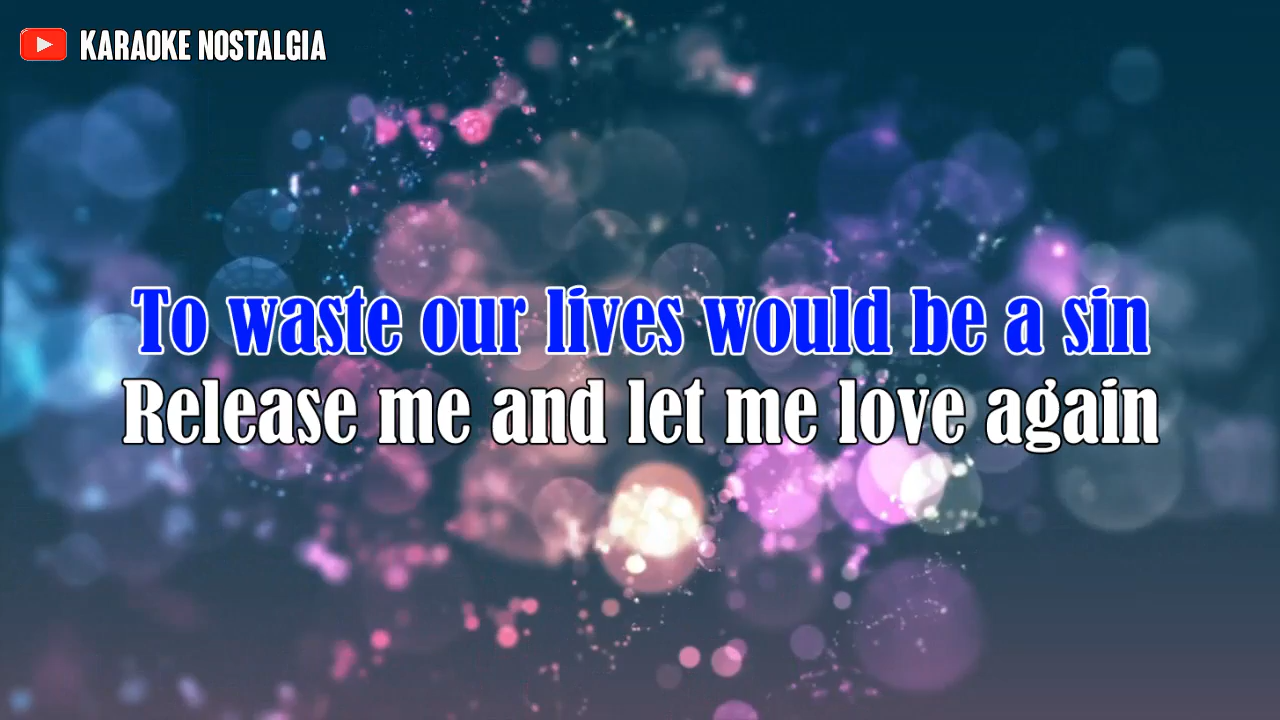 KARAOKE NOSTALGIA
To waste our lives would be a sin
Release me and let me love again